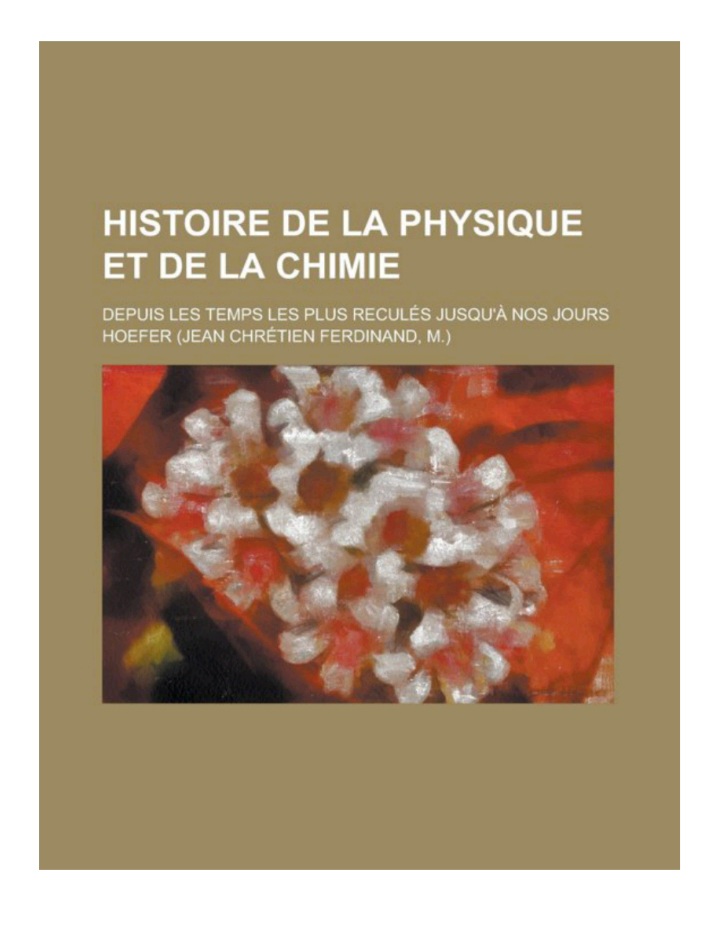 HISTOIRE DE LA PHYSIQUE
ET DE LA CHIMIE
DEPUIS LES TEMPS LES PLUS RECULÉS JUSQU'À NOS JOURS
HOEFER (JEAN CHRÉTIEN FERDINAND, M.)